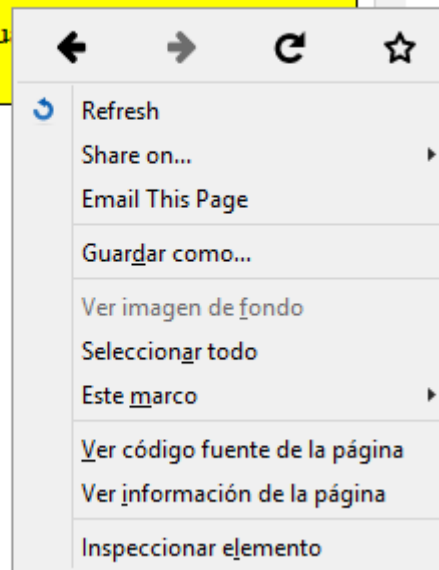 Refresh
Share on...
Email This Page
Guardar como...
Ver imagen de fondo
Seleccionar todo
Este marco
Ver código fuente de la página
Ver información de la página
Inspeccionar elemento